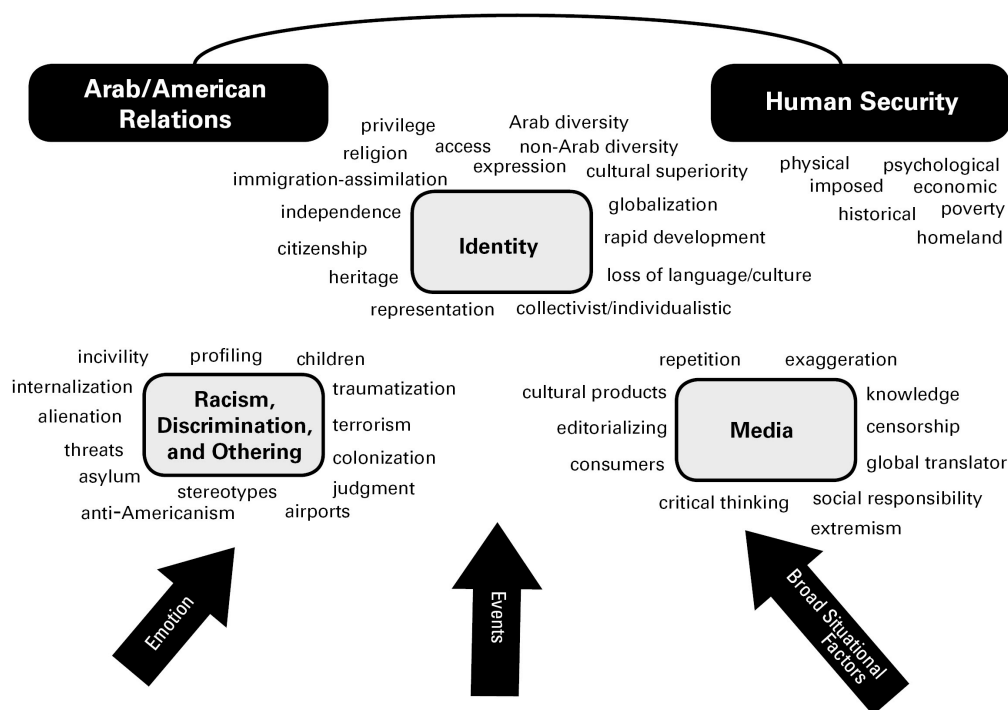 Arab/American
Relations
Human Security
privilege
Arab diversity
religion
access
non-Arab diversity
expression
cultural superiority
immigration-assimilation
independence
globalization
citizenship
rapid development
heritage
loss of language/culture
representation
collectivist/individualistic
Identity
physical
psychological
imposed
economic
historical
poverty
homeland
incivility
profiling
children
internalization
traumatization
alienation
terrorism
threats
colonization
asylum
judgment
stereotypes
anti-Americanism
airports
Racism,
Discrimination,
and Othering
repetition
exaggeration
cultural products
knowledge
editorializing
censorship
consumers
global translator
critical thinking
social responsibility
extremism
Media
Emotion
Events
Broad Situational
Factors